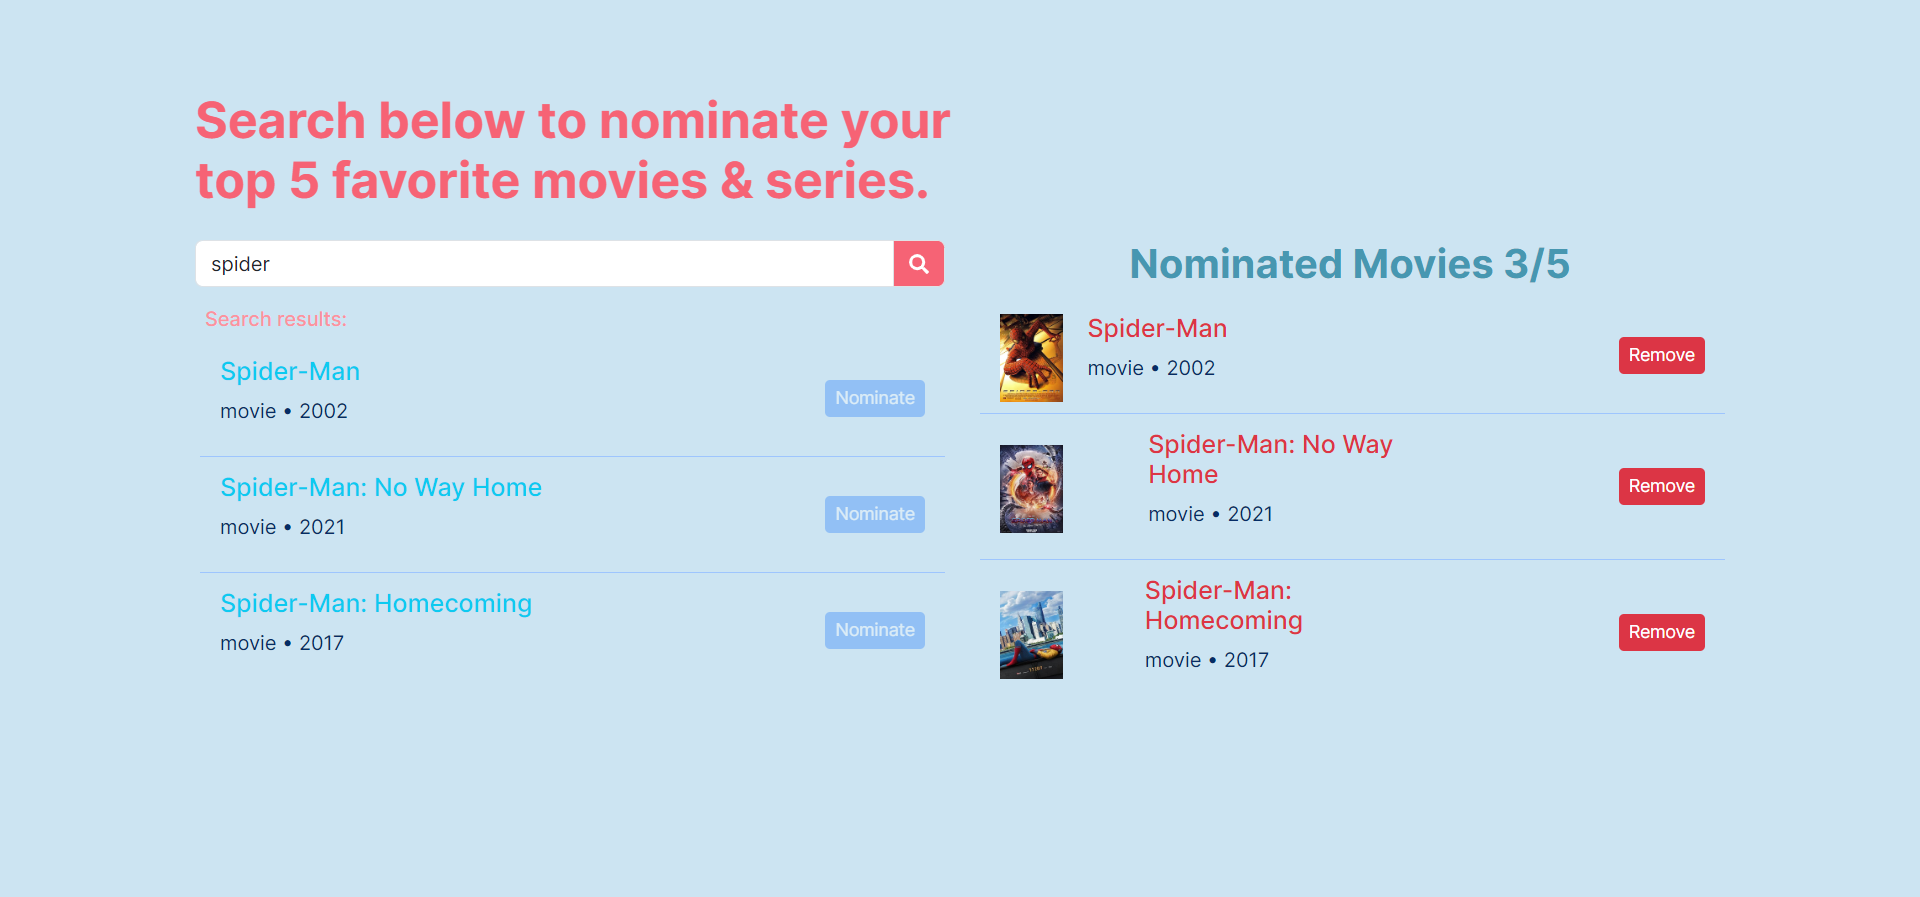 Search below to nominate your
top 5 favorite movies & series.
spider
Search results:
Spider-Man
movie • 2002
Nominate
Spider-Man: No Way Home
movie • 2021
Nominate
Spider-Man: Homecoming
movie • 2017
Nominate
Nominated Movies 3/5
Spider-Man
movie • 2002
Remove
Spider-Man: No Way
Home
movie • 2021
Remove
Spider-Man:
Homecoming
movie • 2017
Remove